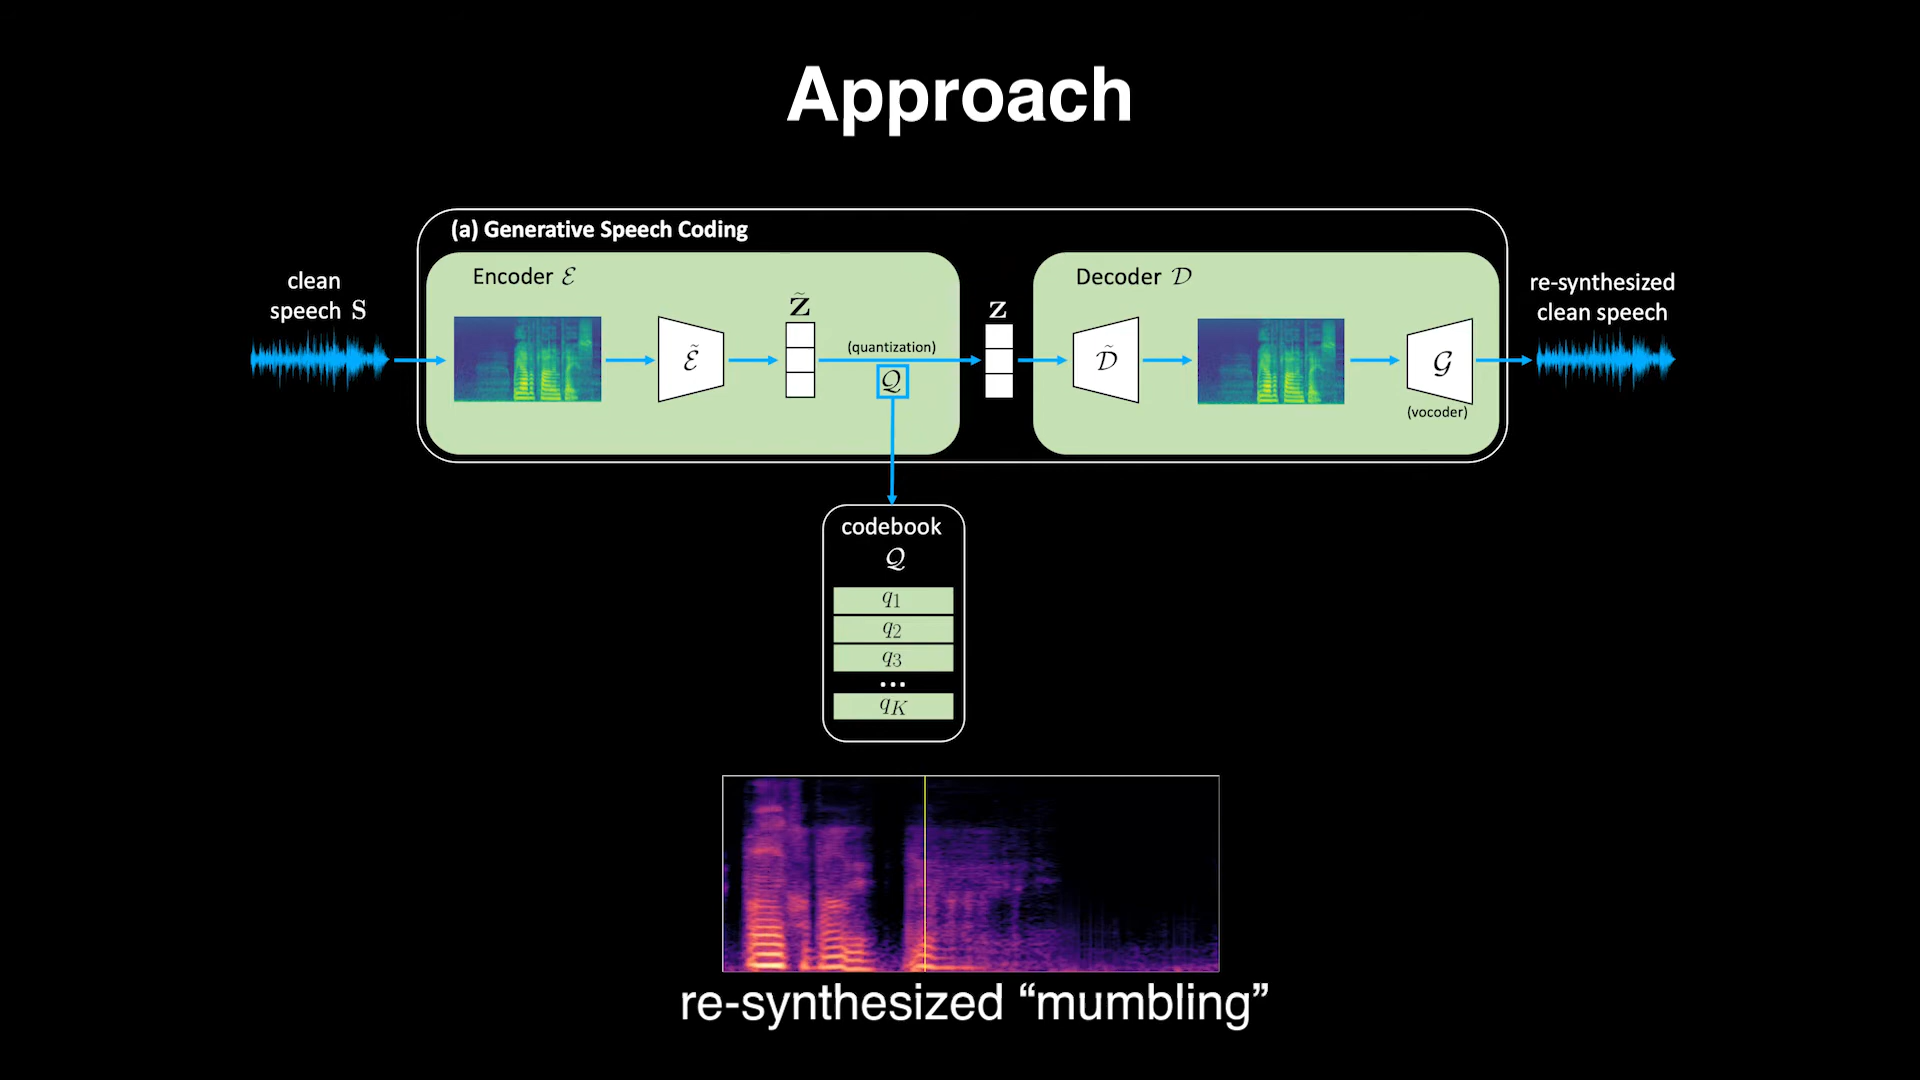 Approach
(a) Generative Speech Coding
clean
speech S
Encoder ℰ
ℰ̃
z̃
(quantization)
𝒬
z
Decoder 𝒟
𝒟̃
𝒢
(vocoder)
re-synthesized
clean speech
codebook
𝒬
q₁
q₂
q₃
...
q_K
re-synthesized “mumbling”